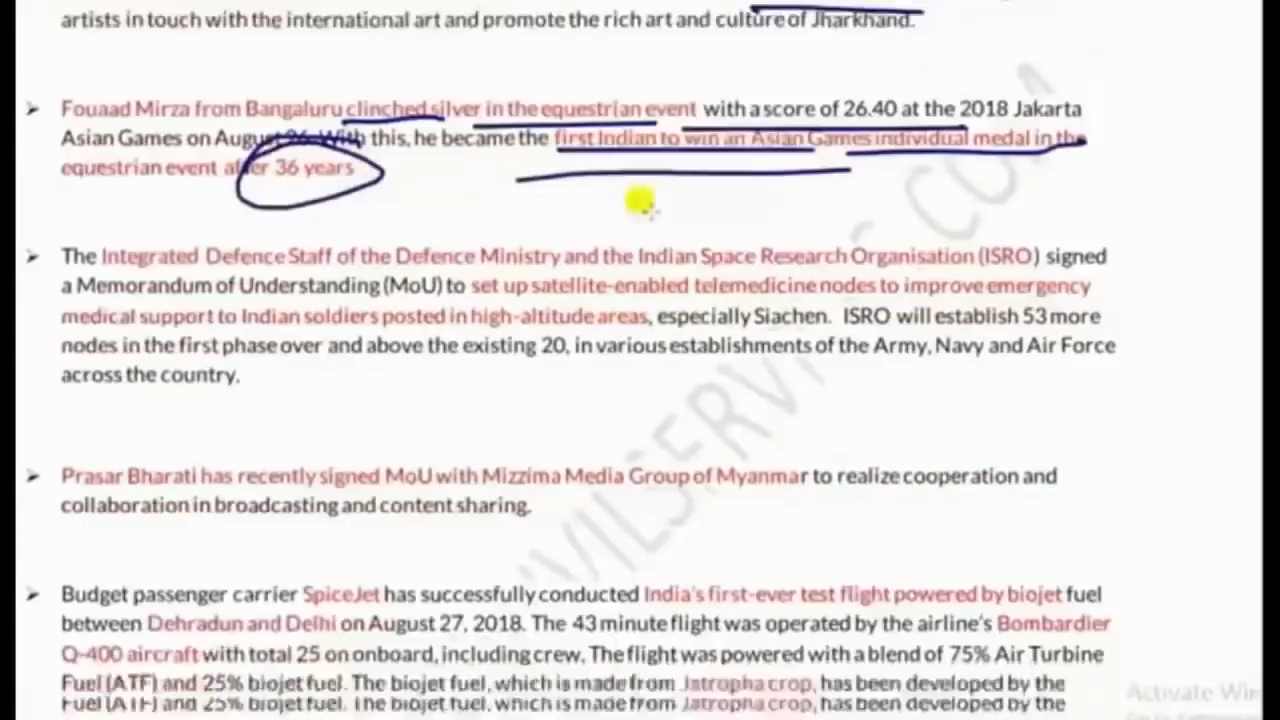 artists in touch with the international art and promote the rich art and culture of Jharkhand.
➤ Fouaad Mirza from Bangaluru clinched silver in the equestrian event with a score of 26.40 at the 2018 Jakarta
Asian Games on August 26. With this, he became the first Indian to win an Asian Games individual medal in the
equestrian event after 36 years
➤ The Integrated Defence Staff of the Defence Ministry and the Indian Space Research Organisation (ISRO) signed
a Memorandum of Understanding (MoU) to set up satellite-enabled telemedicine nodes to improve emergency
medical support to Indian soldiers posted in high-altitude areas, especially Siachen. ISRO will establish 53 more
nodes in the first phase over and above the existing 20, in various establishments of the Army, Navy and Air Force
across the country.
➤ Prasar Bharati has recently signed MoU with Mizzima Media Group of Myanmar to realize cooperation and
collaboration in broadcasting and content sharing.
➤ Budget passenger carrier SpiceJet has successfully conducted India's first-ever test flight powered by biojet fuel
between Dehradun and Delhi on August 27, 2018. The 43 minute flight was operated by the airline's Bombardier
Q-400 aircraft with total 25 on onboard, including crew. The flight was powered with a blend of 75% Air Turbine
Fuel (ATF) and 25% biojet fuel. The biojet fuel, which is made from Jatropha crop, has been developed by the
Fuel (ATF) and 25% biojet fuel. The biojet fuel, which is made from Jatropha crop, has been developed by the
Activate Win